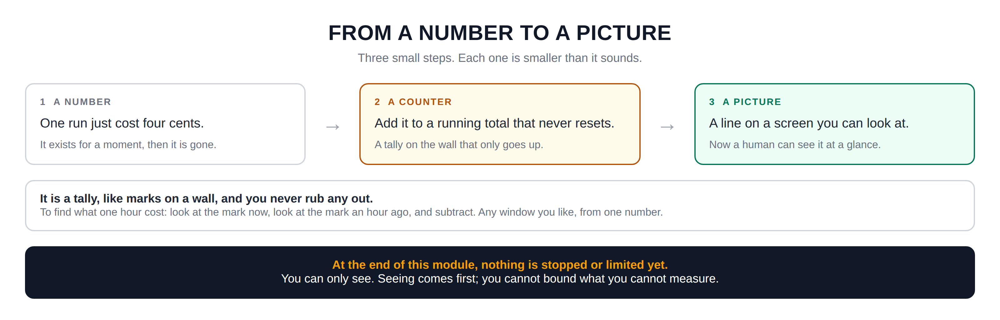 FROM A NUMBER TO A PICTURE
Three small steps. Each one is smaller than it sounds.
1 A NUMBER
One run just cost four cents.
It exists for a moment, then it is gone.
→
2 A COUNTER
Add it to a running total that never resets.
A tally on the wall that only goes up.
→
3 A PICTURE
A line on a screen you can look at.
Now a human can see it at a glance.
It is a tally, like marks on a wall, and you never rub any out.
To find what one hour cost: look at the mark now, look at the mark an hour ago, and subtract. Any window you like, from one number.
At the end of this module, nothing is stopped or limited yet.
You can only see. Seeing comes first; you cannot bound what you cannot measure.